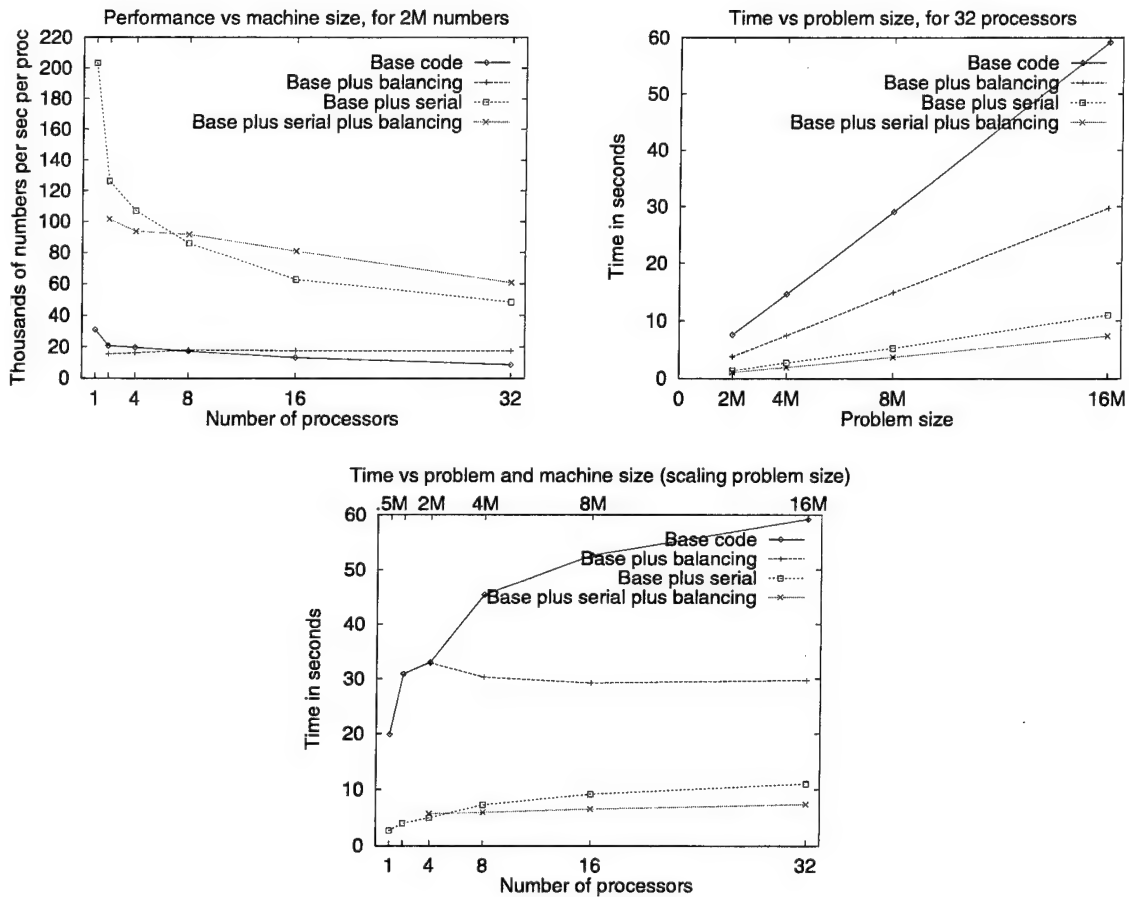 Performance vs machine size, for 2M numbers
Thousands of numbers per sec per proc
220
200
180
160
140
120
100
80
60
40
20
0
Base code
Base plus balancing
Base plus serial
Base plus serial plus balancing
1 4 8 16 32
Number of processors
Time vs problem size, for 32 processors
Time in seconds
60
50
40
30
20
10
0
Base code
Base plus balancing
Base plus serial
Base plus serial plus balancing
0 2M 4M 8M 16M
Problem size
Time vs problem and machine size (scaling problem size)
.5M 2M 4M 8M 16M
Time in seconds
60
50
40
30
20
10
0
Base code
Base plus balancing
Base plus serial
Base plus serial plus balancing
1 4 8 16 32
Number of processors